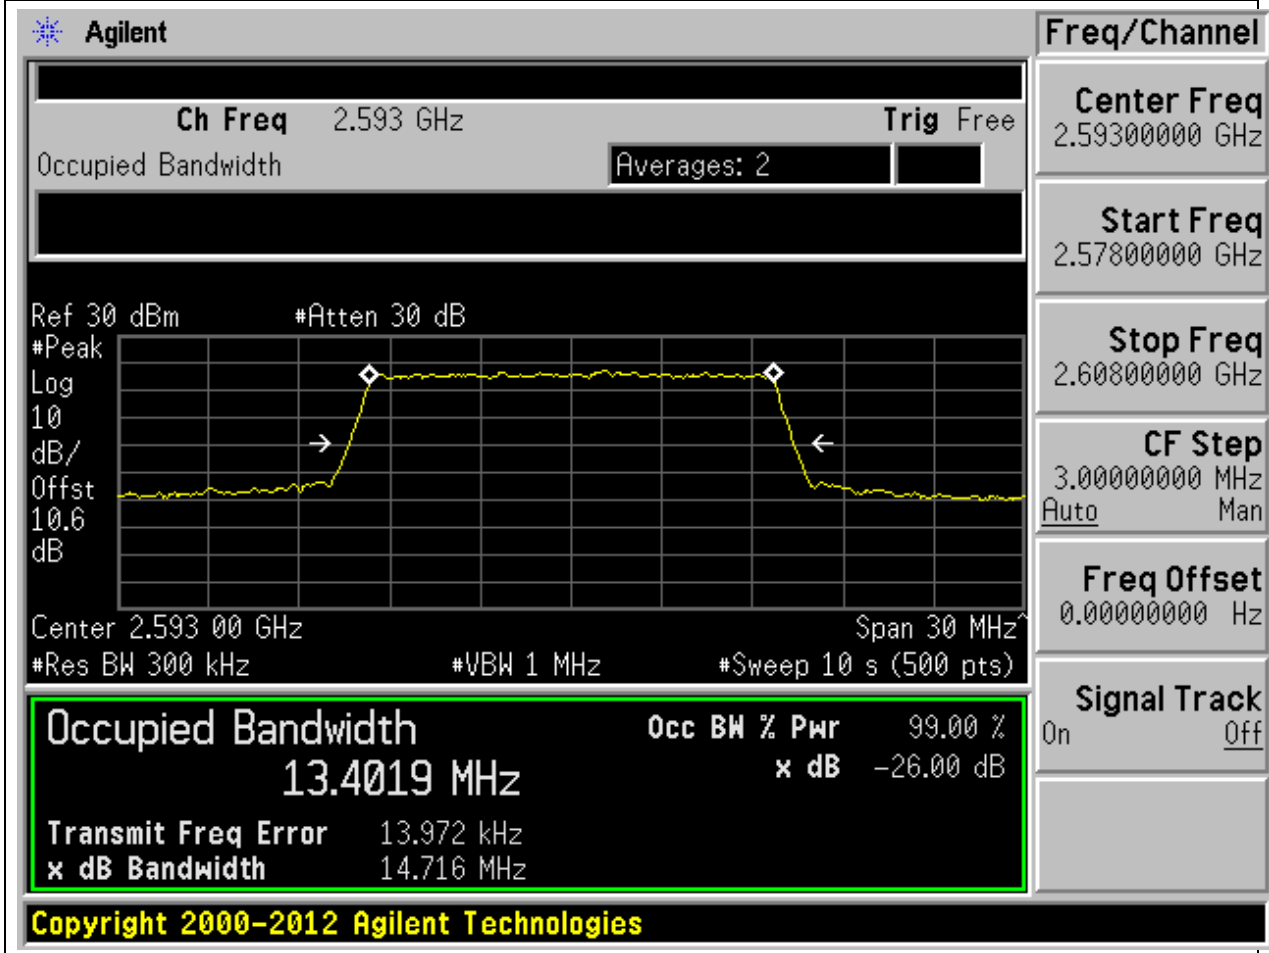 Agilent
Freq/Channel
Ch Freq 2.593 GHz Trig Free
Occupied Bandwidth Averages: 2
Center Freq
2.59300000 GHz
Start Freq
2.57800000 GHz
Stop Freq
2.60800000 GHz
CF Step
3.00000000 MHz
Auto Man
Freq Offset
0.00000000 Hz
Signal Track
On Off
Ref 30 dBm #Atten 30 dB
#Peak
Log
10
dB/
Offst
10.6
dB
Center 2.593 00 GHz Span 30 MHz^
#Res BW 300 kHz #VBW 1 MHz #Sweep 10 s (500 pts)
Occupied Bandwidth
13.4019 MHz
Occ BW % Pwr 99.00 %
x dB -26.00 dB
Transmit Freq Error 13.972 kHz
x dB Bandwidth 14.716 MHz
Copyright 2000-2012 Agilent Technologies